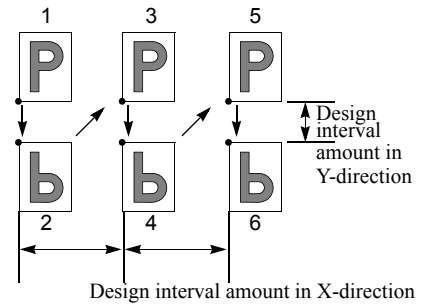 1 3 5
P P P
Design
interval
amount in
Y-direction
2 4 6
Design interval amount in X-direction